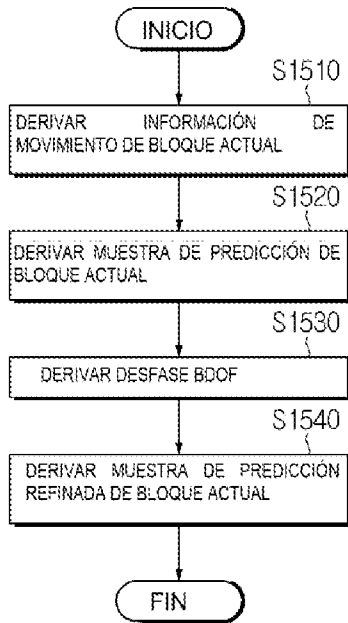 INICIO
S1510
DERIVAR INFORMACIÓN DE
MOVIMIENTO DE BLOQUE ACTUAL
S1520
DERIVAR MUESTRA DE PREDICCIÓN DE
BLOQUE ACTUAL
S1530
DERIVAR DESFASE BDOF
S1540
DERIVAR MUESTRA DE PREDICCIÓN
REFINADA DE BLOQUE ACTUAL
FIN